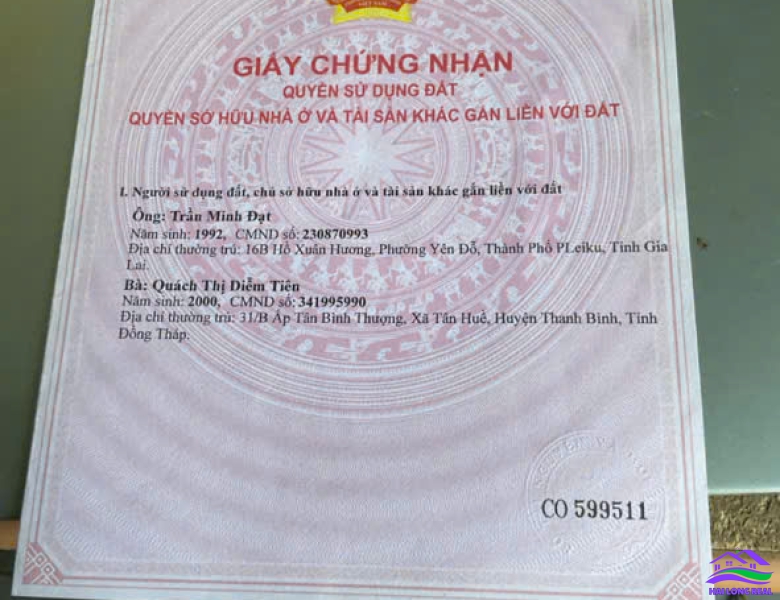 VIỆT NAM
GIẤY CHỨNG NHẬN
QUYỀN SỬ DỤNG ĐẤT
QUYỀN SỞ HỮU NHÀ Ở VÀ TÀI SẢN KHÁC GẮN LIỀN VỚI ĐẤT
I. Người sử dụng đất, chủ sở hữu nhà ở và tài sản khác gắn liền với đất
Ông: Trần Minh Đạt
Năm sinh: 1992, CMND số: 230870993
Địa chỉ thường trú: 16B Hồ Xuân Hương, Phường Yên Đỗ, Thành Phố PLeiku, Tỉnh Gia
Lai.
Bà: Quách Thị Diễm Tiên
Năm sinh: 2000, CMND số: 341995990
Địa chỉ thường trú: 31/B Ấp Tân Bình Thượng, Xã Tân Huề, Huyện Thanh Bình, Tỉnh
Đồng Tháp.
CO 599511